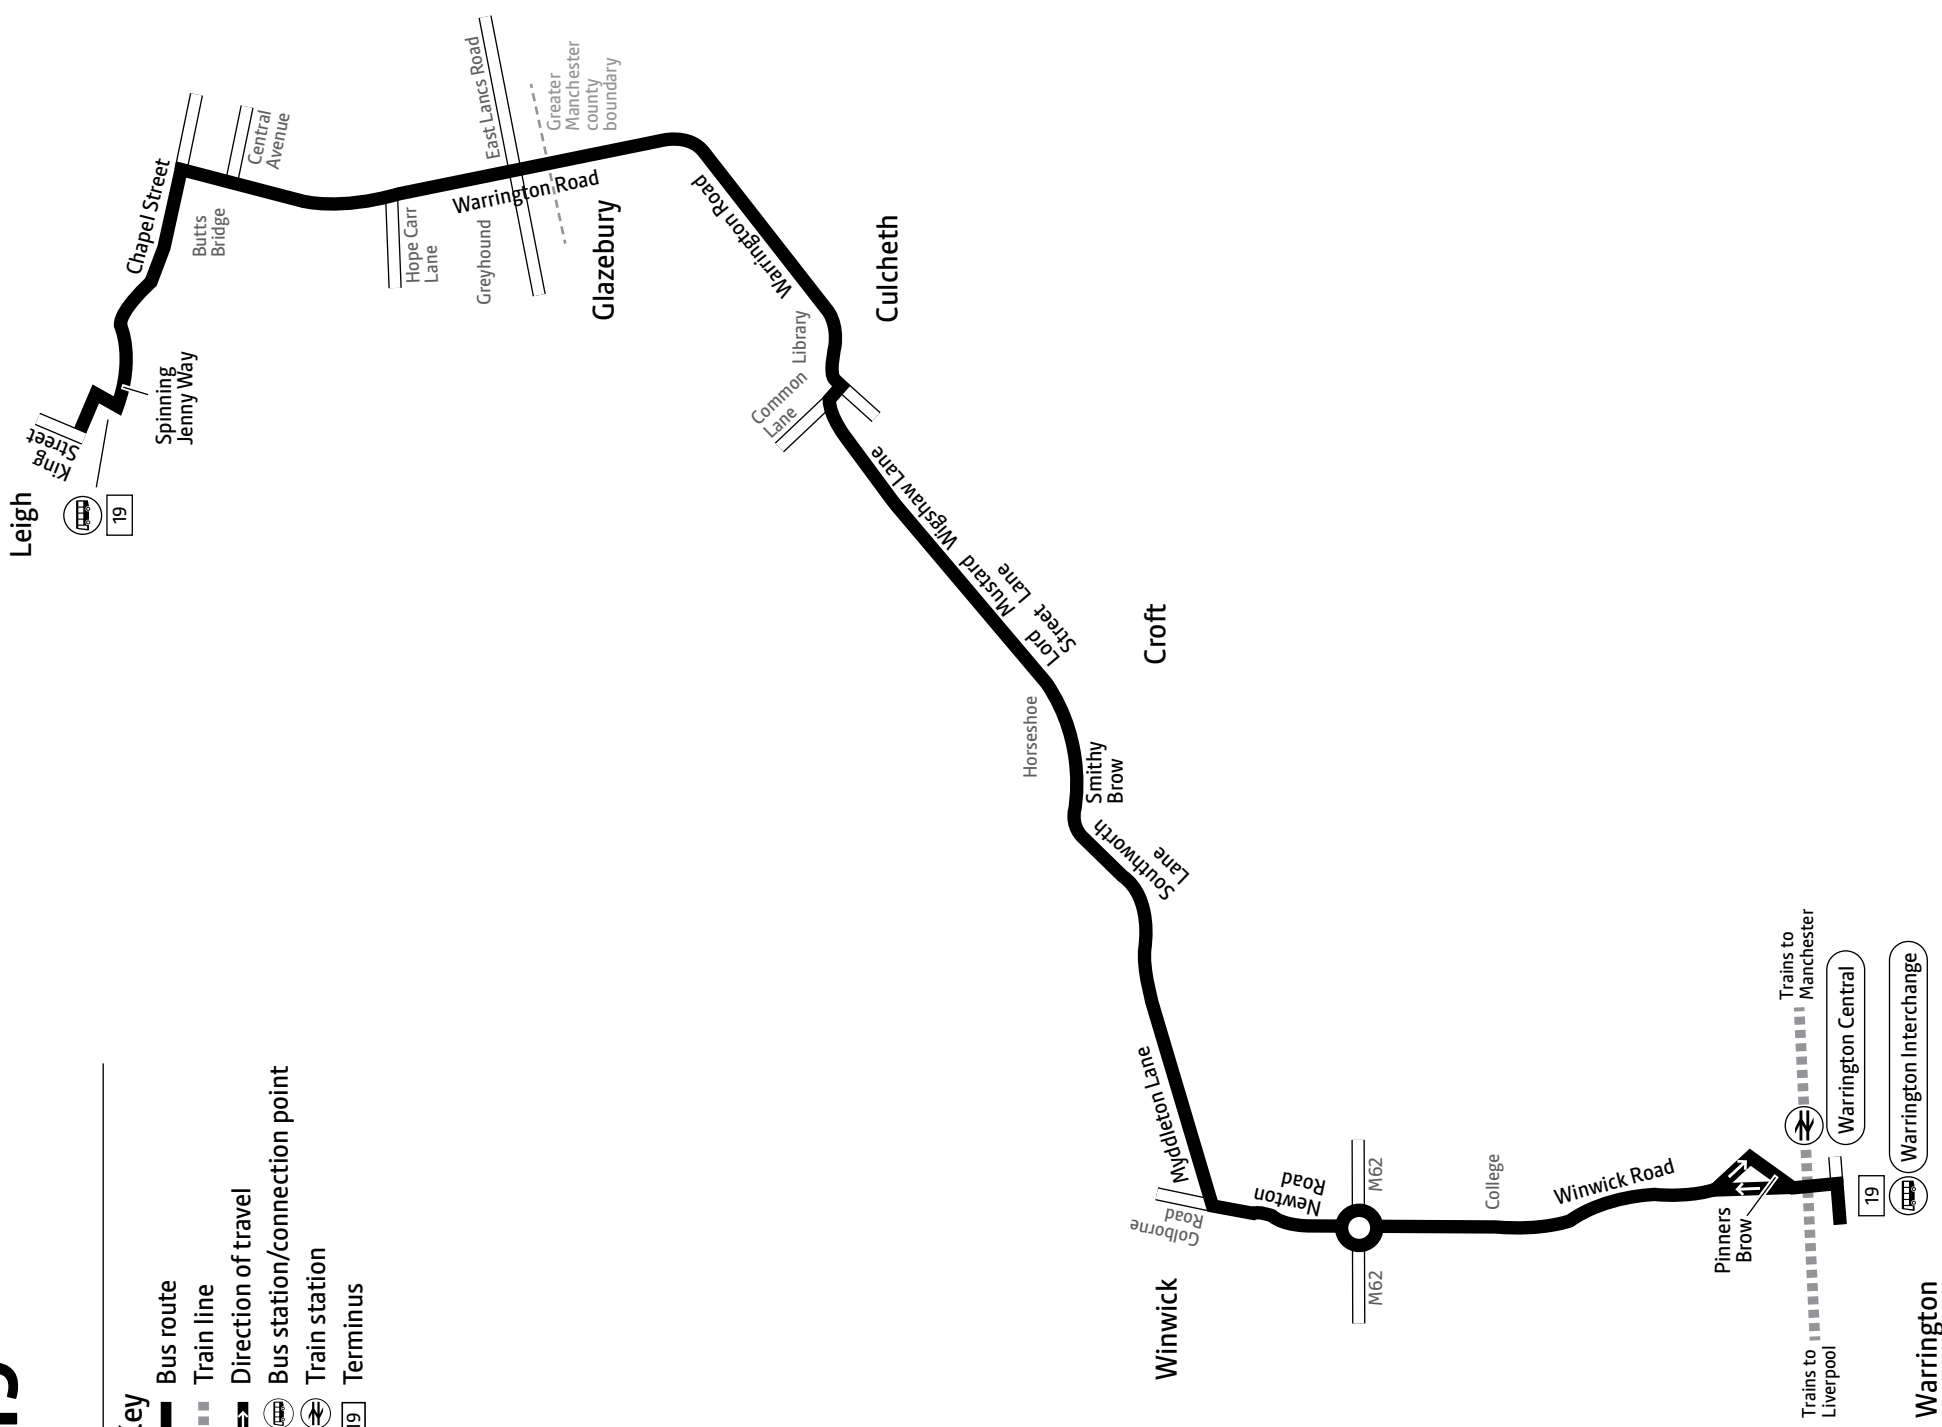 19
Key
Bus route
Train line
Direction of travel
Bus station/connection point
Train station
19
Terminus
Leigh
19
King
Street
Spinning
Jenny Way
Chapel Street
Butts
Bridge
Central
Avenue
Hope Carr
Lane
Greyhound
East Lancs Road
Warrington Road
Greater
Manchester
county
boundary
Glazebury
Warrington Road
Library
Culcheth
Common
Lane
Wigshaw Lane
Mustard
Lane
Lord
Street
Croft
Horseshoe
Smithy
Brow
Southworth
Lane
Myddleton Lane
Golborne
Road
Winwick
Newton
Road
M62
M62
College
Winwick Road
Pinners
Brow
Trains to
Manchester
Trains to
Liverpool
Warrington Central
19
Warrington Interchange
Warrington